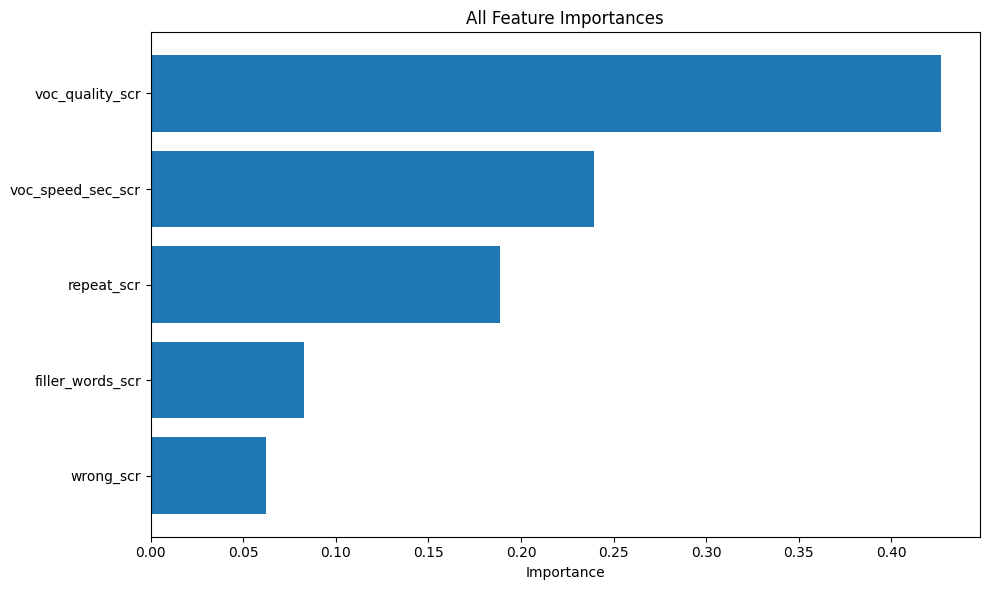 All Feature Importances
voc_quality_scr
voc_speed_sec_scr
repeat_scr
filler_words_scr
wrong_scr
0.00 0.05 0.10 0.15 0.20 0.25 0.30 0.35 0.40
Importance